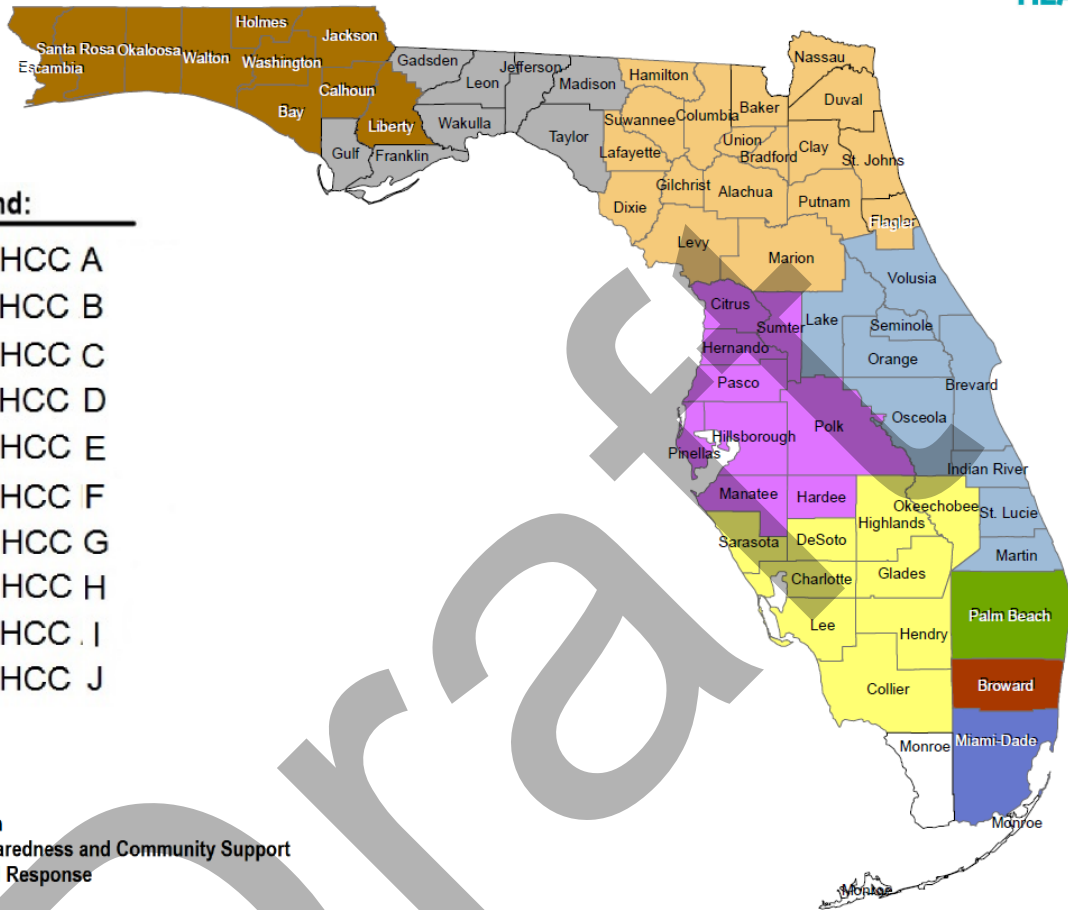 HEA
Holmes
Jackson
Santa Rosa Okaloosa Walton Washington
Escambia
Calhoun
Bay
Liberty
Gadsden
Leon
Jefferson
Madison
Wakulla
Taylor
Gulf
Franklin
Hamilton
Suwannee
Columbia
Baker
Nassau
Duval
Union
Bradford
Clay
St. Johns
Lafayette
Gilchrist
Alachua
Putnam
Dixie
Flagler
Levy
Marion
nd:
HCC A
HCC B
HCC C
HCC D
HCC E
HCC F
HCC G
HCC H
HCC . I
HCC J
Volusia
Citrus
Sumter
Lake
Seminole
Hernando
Orange
Pasco
Brevard
Osceola
Polk
Hillsborough
Pinellas
Indian River
Manatee
Hardee
Okeechobee
St. Lucie
Highlands
Sarasota
DeSoto
Martin
Charlotte
Glades
Lee
Hendry
Palm Beach
Collier
Broward
Monroe
Miami-Dade
Monroe
Monroe
aredness and Community Support
Response
Draft